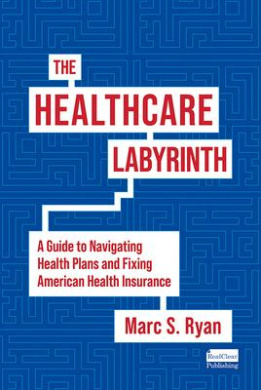 THE
HEALTHCARE
LABYRINTH
A Guide to Navigating
Health Plans and Fixing
American Health Insurance
Marc S. Ryan
RealClear
Publishing